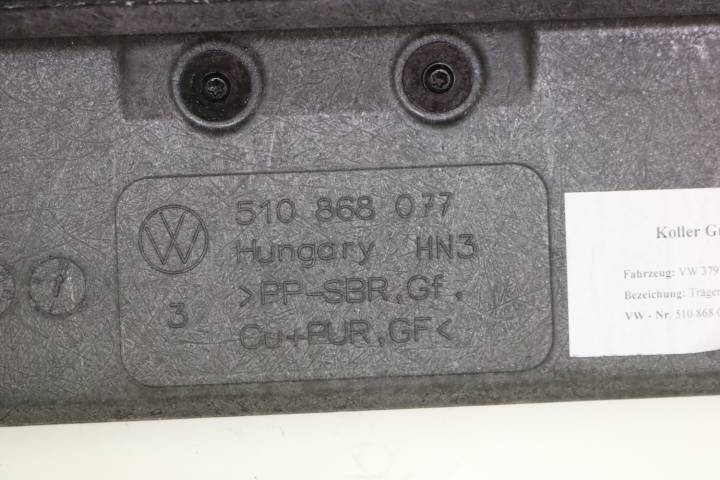 510 868 077
Hungary HN3
>PP-SBR,Gf,
3
Cu+PUR,GF<
Koller
Fahrzeug: VW 379
Bezeichung:
VW - Nr. 510 868